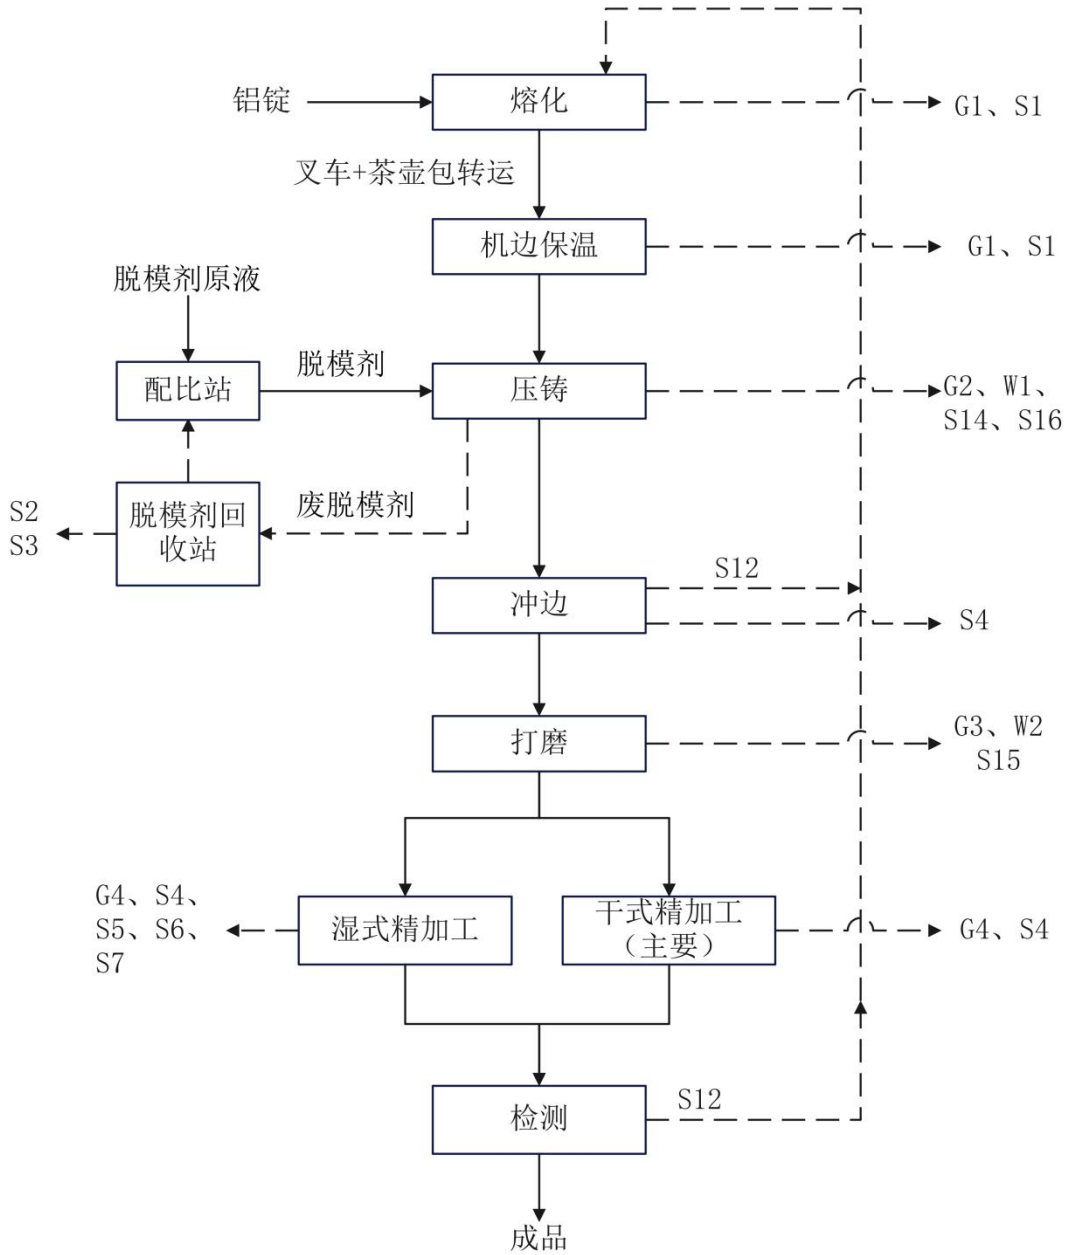 铝锭
熔化
G1、S1
叉车+茶壶包转运
机边保温
G1、S1
脱模剂原液
配比站
脱模剂
压铸
G2、W1、
S14、S16
脱模剂回
收站
废脱模剂
S2
S3
冲边
S12
S4
打磨
G3、W2
S15
G4、S4、
S5、S6、
S7
湿式精加工
干式精加工
（主要）
G4、S4
检测
S12
成品